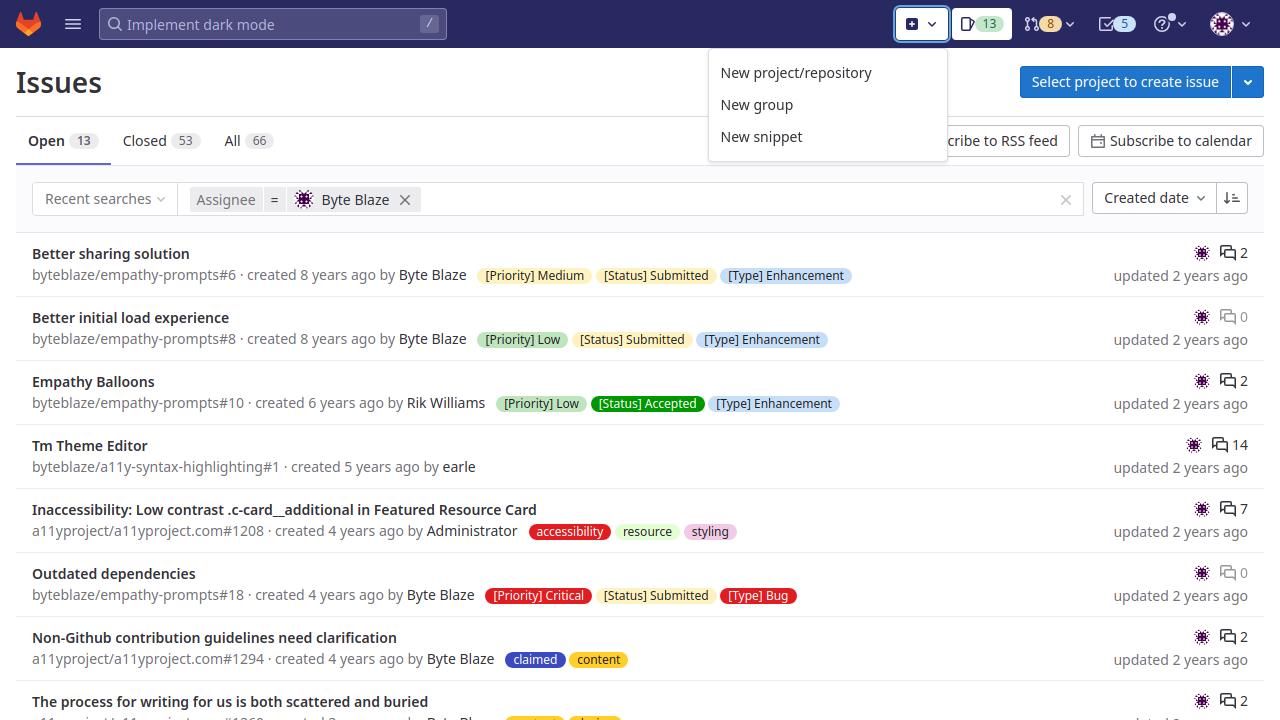 Implement dark mode
/
13
8
5
New project/repository
New group
New snippet
Issues
Select project to create issue
Open 13
Closed 53
All 66
cribe to RSS feed
Subscribe to calendar
Recent searches
Assignee = Byte Blaze
Created date
Better sharing solution
2
byteblaze/empathy-prompts#6 · created 8 years ago by Byte Blaze [Priority] Medium [Status] Submitted [Type] Enhancement
updated 2 years ago
Better initial load experience
0
byteblaze/empathy-prompts#8 · created 8 years ago by Byte Blaze [Priority] Low [Status] Submitted [Type] Enhancement
updated 2 years ago
Empathy Balloons
2
byteblaze/empathy-prompts#10 · created 6 years ago by Rik Williams [Priority] Low [Status] Accepted [Type] Enhancement
updated 2 years ago
Tm Theme Editor
14
byteblaze/a11y-syntax-highlighting#1 · created 5 years ago by earle
updated 2 years ago
Inaccessibility: Low contrast .c-card__additional in Featured Resource Card
7
a11yproject/a11yproject.com#1208 · created 4 years ago by Administrator accessibility resource styling
updated 2 years ago
Outdated dependencies
0
byteblaze/empathy-prompts#18 · created 4 years ago by Byte Blaze [Priority] Critical [Status] Submitted [Type] Bug
updated 2 years ago
Non-Github contribution guidelines need clarification
2
a11yproject/a11yproject.com#1294 · created 4 years ago by Byte Blaze claimed content
updated 2 years ago
The process for writing for us is both scattered and buried
2